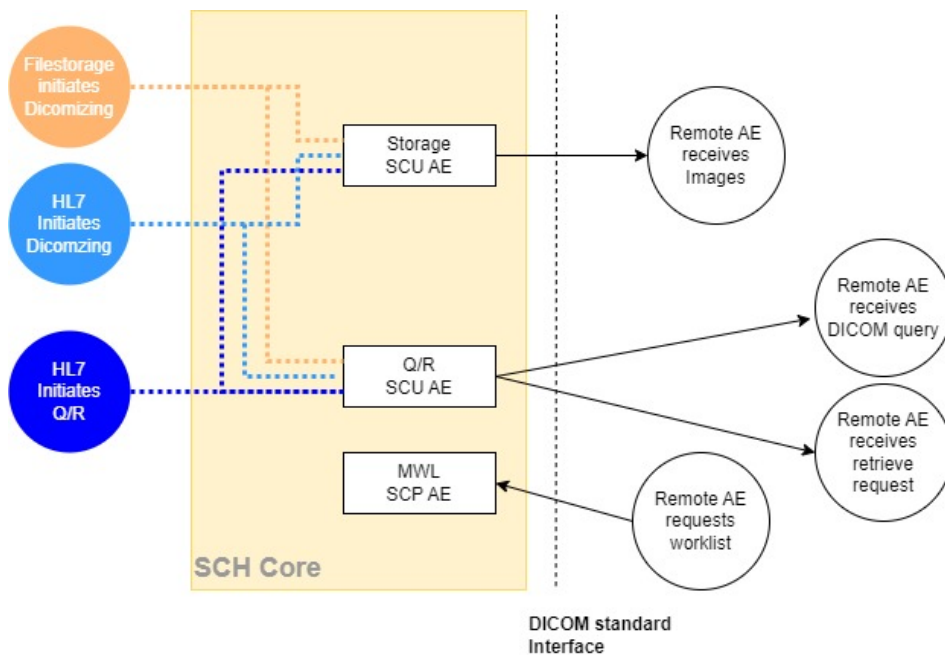 Filestorage
initiates
Dicomizing
HL7
Initiates
Dicomzing
HL7
Initiates
Q/R
Storage
SCU AE
Q/R
SCU AE
MWL
SCP AE
SCH Core
Remote AE
receives
Images
Remote AE
receives
DICOM query
Remote AE
receives
retrieve
request
Remote AE
requests
worklist
DICOM standard
Interface